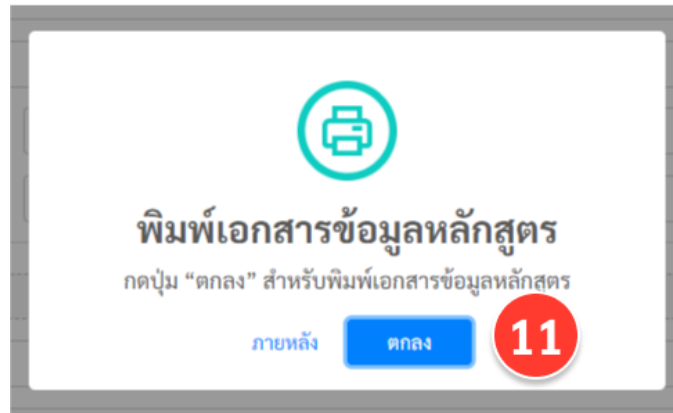 พิมพ์เอกสารข้อมูลหลักสูตร
กดปุ่ม “ตกลง” สำหรับพิมพ์เอกสารข้อมูลหลักสูตร
ภายหลัง ตกลง 11